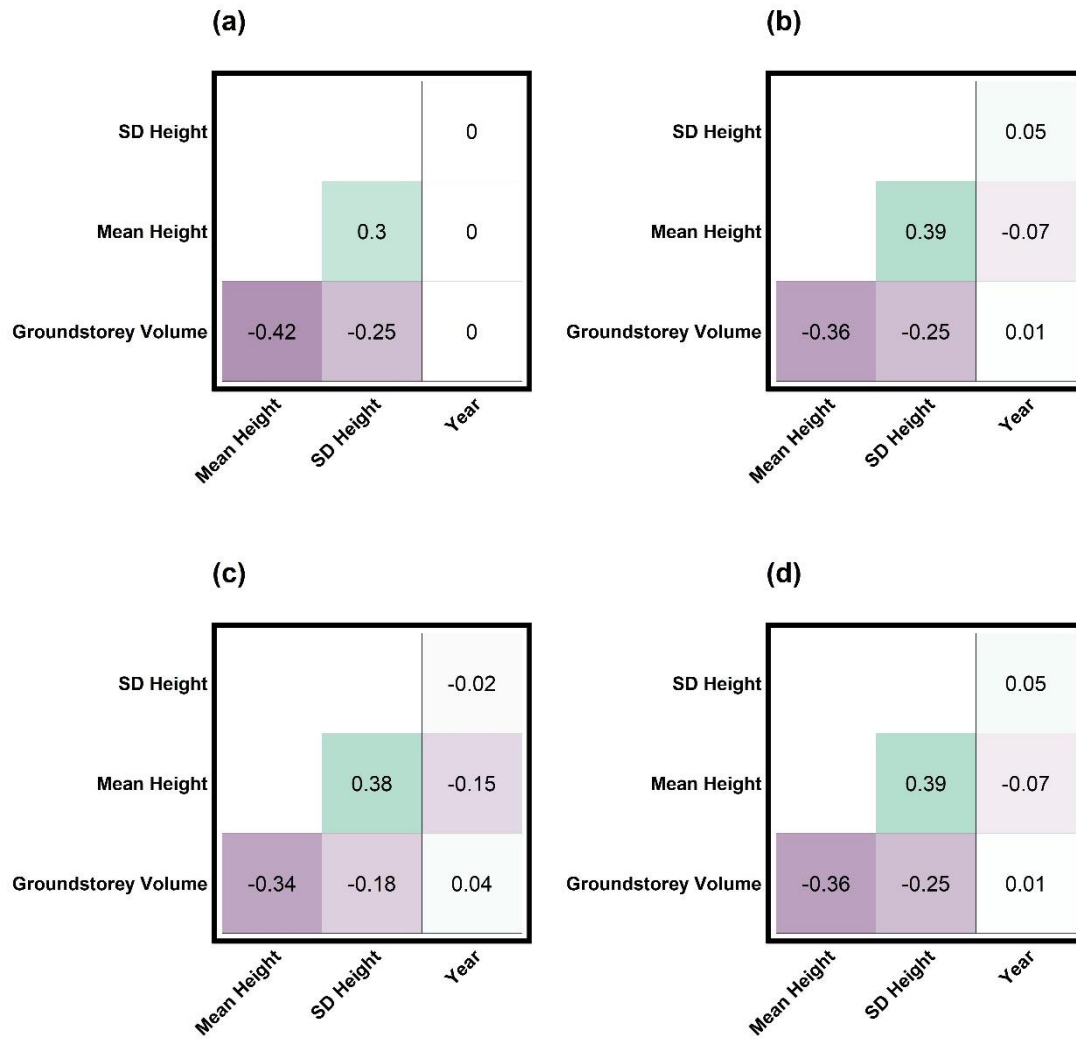 (a)
SD Height 0
Mean Height 0.3 0
Groundstorey Volume -0.42 -0.25 0
Mean Height SD Height Year
(b)
SD Height 0.05
Mean Height 0.39 -0.07
Groundstorey Volume -0.36 -0.25 0.01
Mean Height SD Height Year
(c)
SD Height -0.02
Mean Height 0.38 -0.15
Groundstorey Volume -0.34 -0.18 0.04
Mean Height SD Height Year
(d)
SD Height 0.05
Mean Height 0.39 -0.07
Groundstorey Volume -0.36 -0.25 0.01
Mean Height SD Height Year